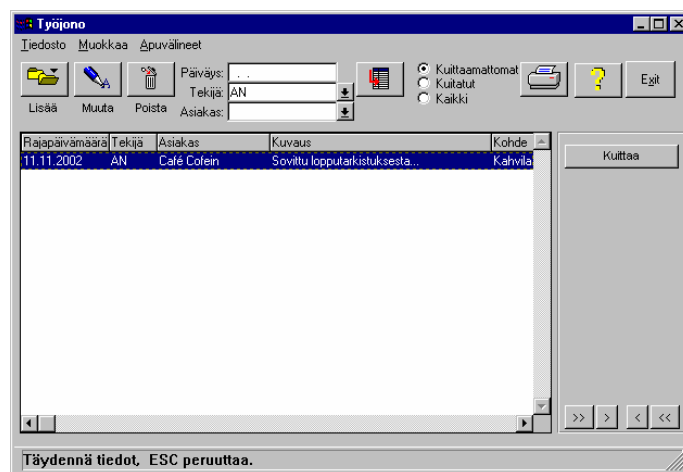 Työjono
Tiedosto Muokkaa Apuvälineet
Lisää Muuta Poista
Päiväys: . .
Tekijä: AN
Asiakas:
Kuittaamattomat
Kuitatut
Kaikki
Exit
Rajapäivämäärä Tekijä Asiakas Kuvaus Kohde
11.11.2002 AN Café Cofein Sovittu lopputarkistuksesta... Kahvila
Kuittaa
>> > < <<
Täydennä tiedot, ESC peruuttaa.